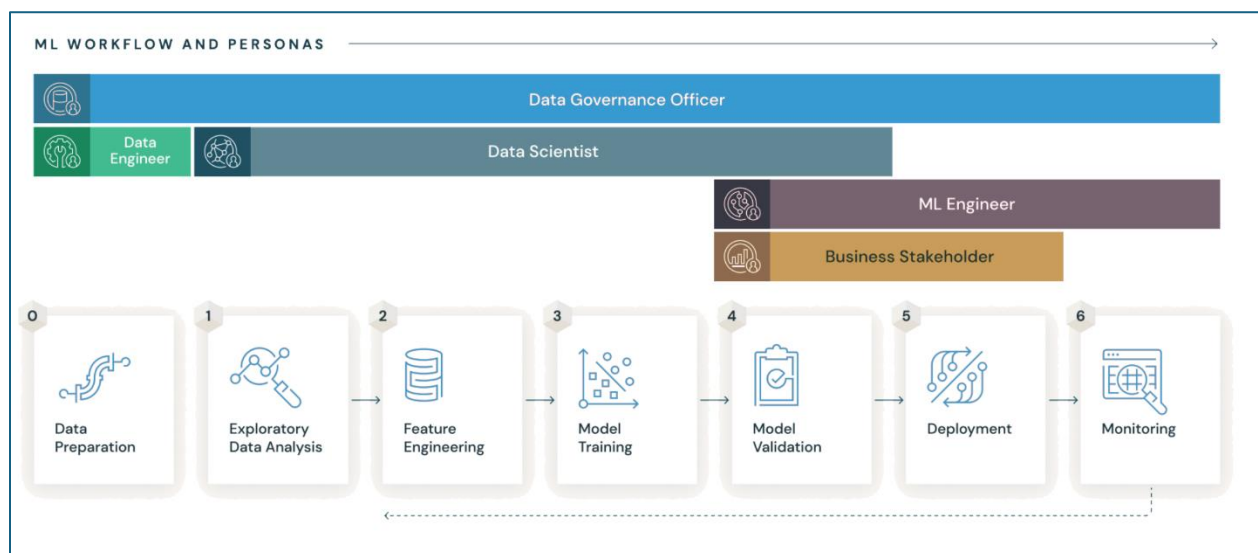 ML WORKFLOW AND PERSONAS
Data Governance Officer
Data
Engineer
Data Scientist
ML Engineer
Business Stakeholder
0
Data
Preparation
1
Exploratory
Data Analysis
2
Feature
Engineering
3
Model
Training
4
Model
Validation
5
Deployment
6
Monitoring